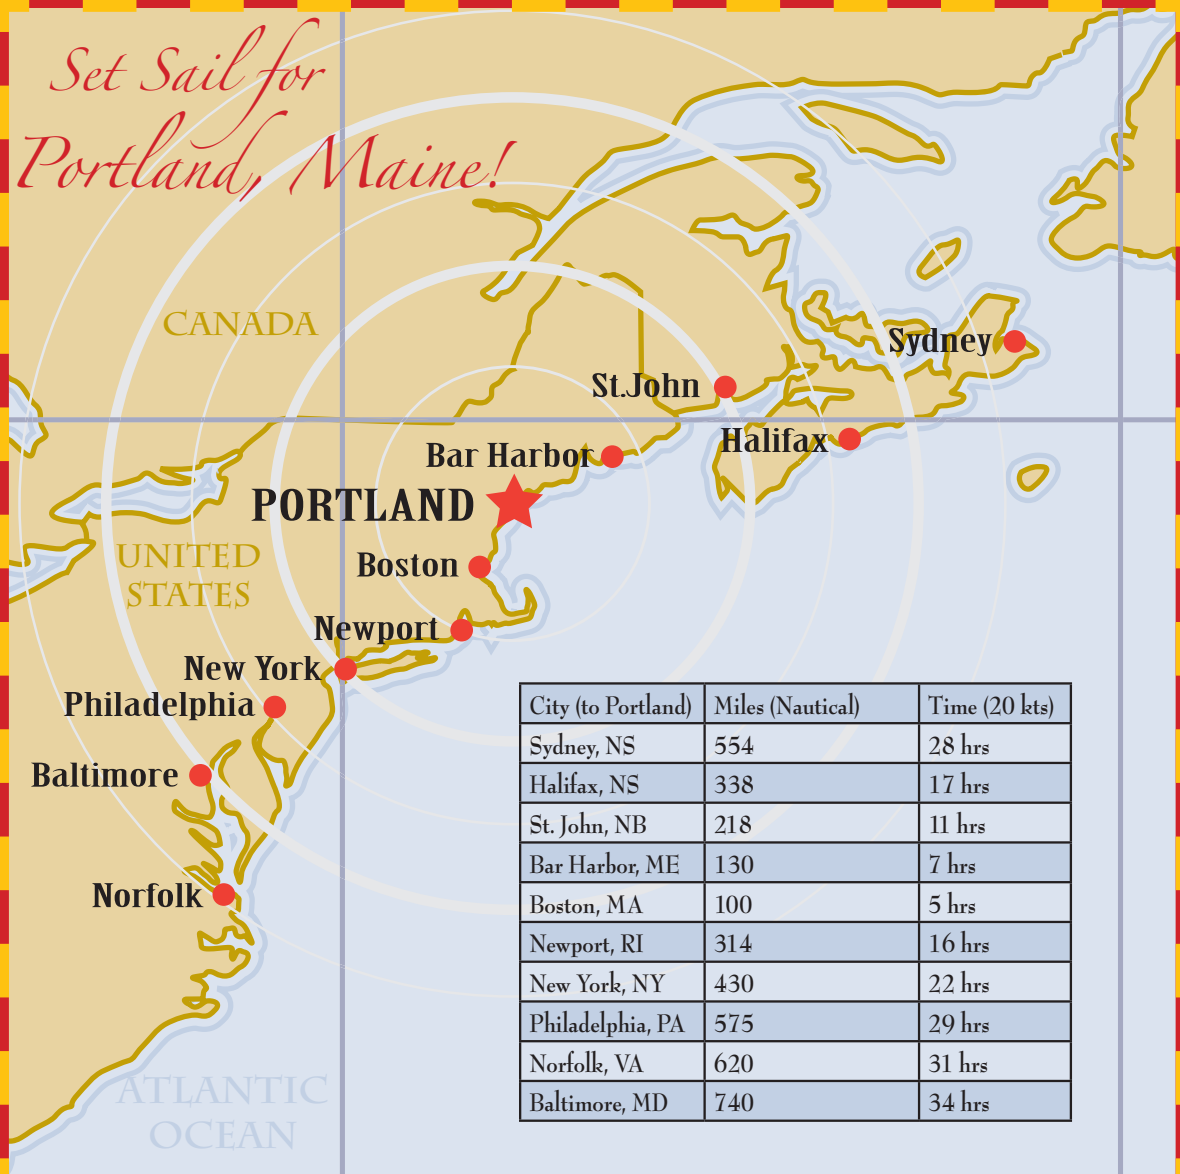 Set Sail for
Portland, Maine!
CANADA
Sydney
St.John
Halifax
Bar Harbor
PORTLAND
UNITED
STATES
Boston
Newport
New York
Philadelphia
Baltimore
Norfolk
City (to Portland) Miles (Nautical) Time (20 kts)
Sydney, NS 554 28 hrs
Halifax, NS 338 17 hrs
St. John, NB 218 11 hrs
Bar Harbor, ME 130 7 hrs
Boston, MA 100 5 hrs
Newport, RI 314 16 hrs
New York, NY 430 22 hrs
Philadelphia, PA 575 29 hrs
Norfolk, VA 620 31 hrs
Baltimore, MD 740 34 hrs
ATLANTIC
OCEAN